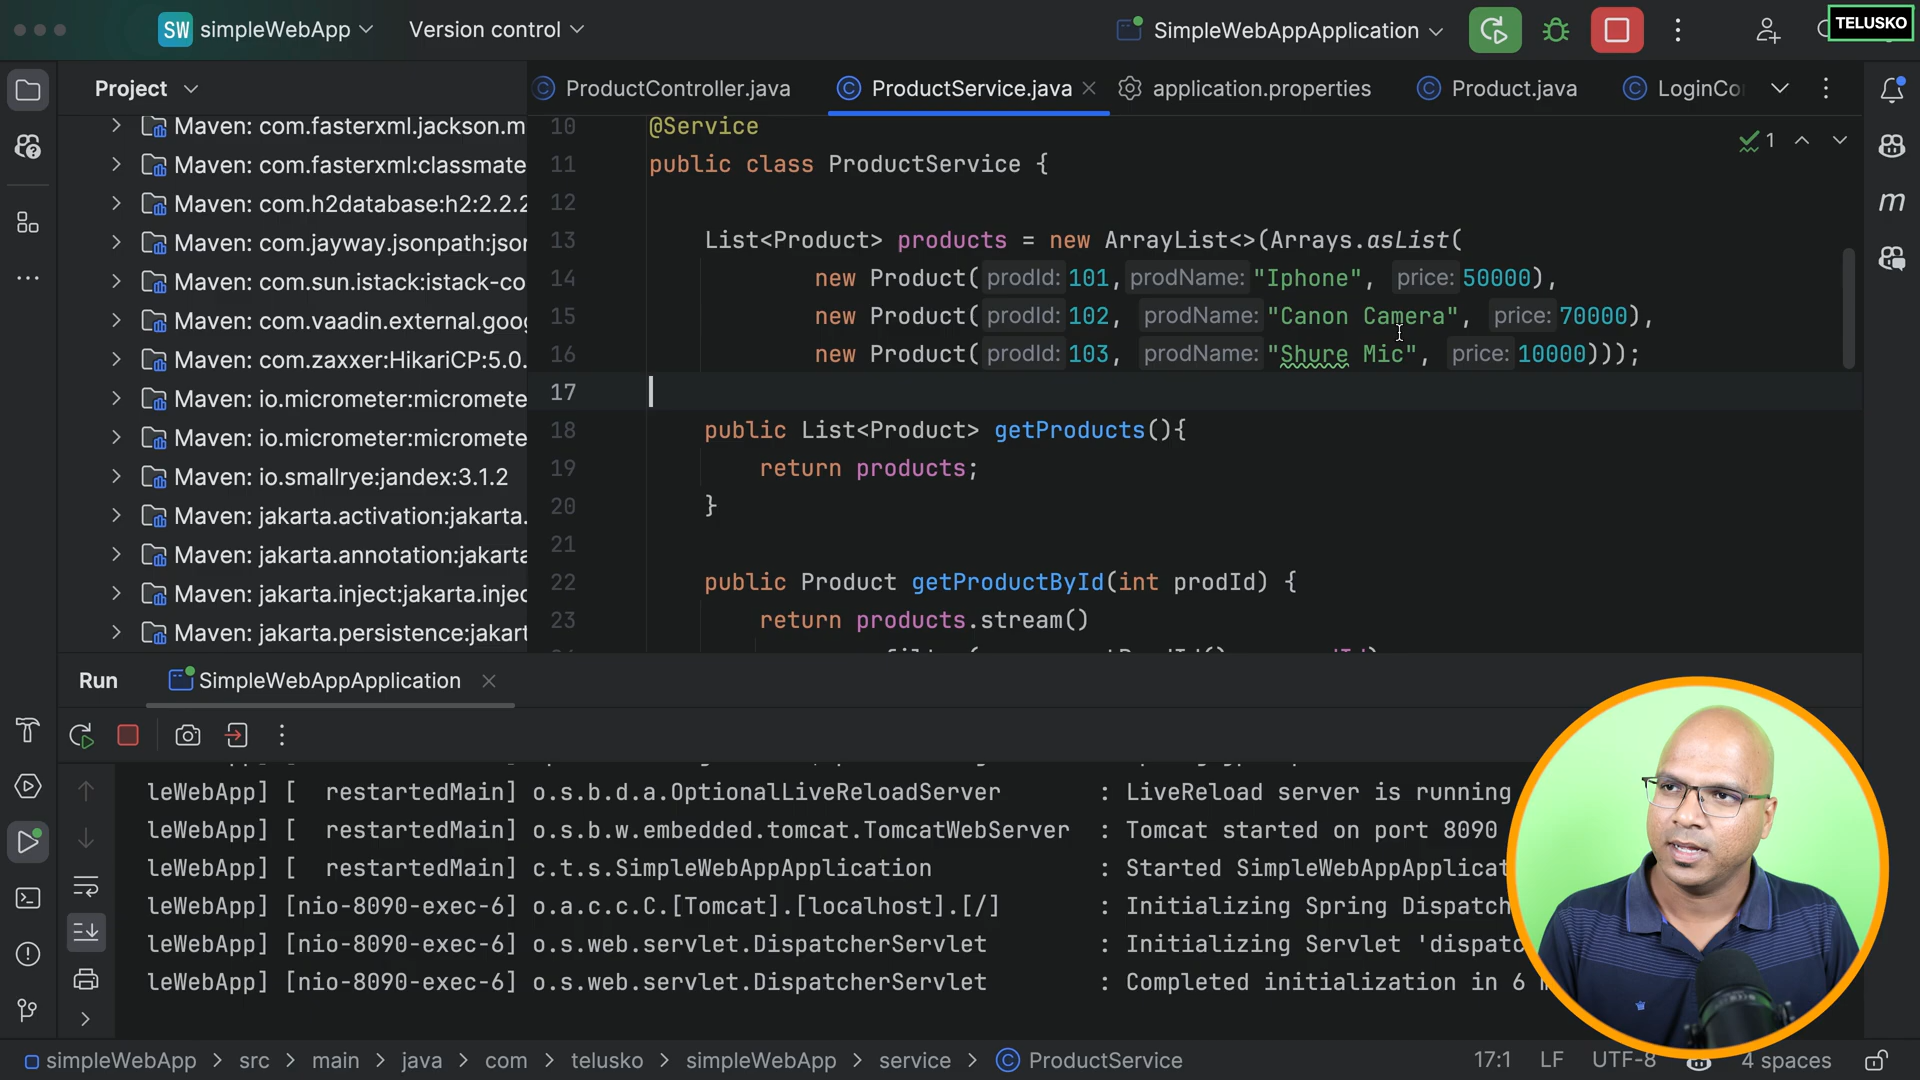 SW simpleWebApp Version control SimpleWebAppApplication TELUSKO
Project ProductController.java ProductService.java application.properties Product.java LoginCo
Maven: com.fasterxml.jackson.m
Maven: com.fasterxml:classmate
Maven: com.h2database:h2:2.2.2
Maven: com.jayway.jsonpath:json
Maven: com.sun.istack:istack-co
Maven: com.vaadin.external.goog
Maven: com.zaxxer:HikariCP:5.0.
Maven: io.micrometer:micromete
Maven: io.micrometer:micromete
Maven: io.smallrye:jandex:3.1.2
Maven: jakarta.activation:jakarta.
Maven: jakarta.annotation:jakarta
Maven: jakarta.inject:jakarta.injec
Maven: jakarta.persistence:jakart
10 @Service
1
11 public class ProductService {
12
13 List<Product> products = new ArrayList<>(Arrays.asList(
14 new Product( prodId: 101, prodName: "Iphone", price: 50000),
15 new Product( prodId: 102, prodName: "Canon Camera", price: 70000),
16 new Product( prodId: 103, prodName: "Shure Mic", price: 10000)));
17
18 public List<Product> getProducts(){
19 return products;
20 }
21
22 public Product getProductById(int prodId) {
23 return products.stream()
m
Run SimpleWebAppApplication
leWebApp] [ restartedMain] o.s.b.d.a.OptionalLiveReloadServer : LiveReload server is running
leWebApp] [ restartedMain] o.s.b.w.embedded.tomcat.TomcatWebServer : Tomcat started on port 8090
leWebApp] [ restartedMain] c.t.s.SimpleWebAppApplication : Started SimpleWebAppApplicat
leWebApp] [nio-8090-exec-6] o.a.c.c.C.[Tomcat].[localhost].[/] : Initializing Spring Dispatch
leWebApp] [nio-8090-exec-6] o.s.web.servlet.DispatcherServlet : Initializing Servlet 'dispatc
leWebApp] [nio-8090-exec-6] o.s.web.servlet.DispatcherServlet : Completed initialization in 6 m
simpleWebApp > src > main > java > com > telusko > simpleWebApp > service > ProductService 17:1 LF UTF-8 4 spaces